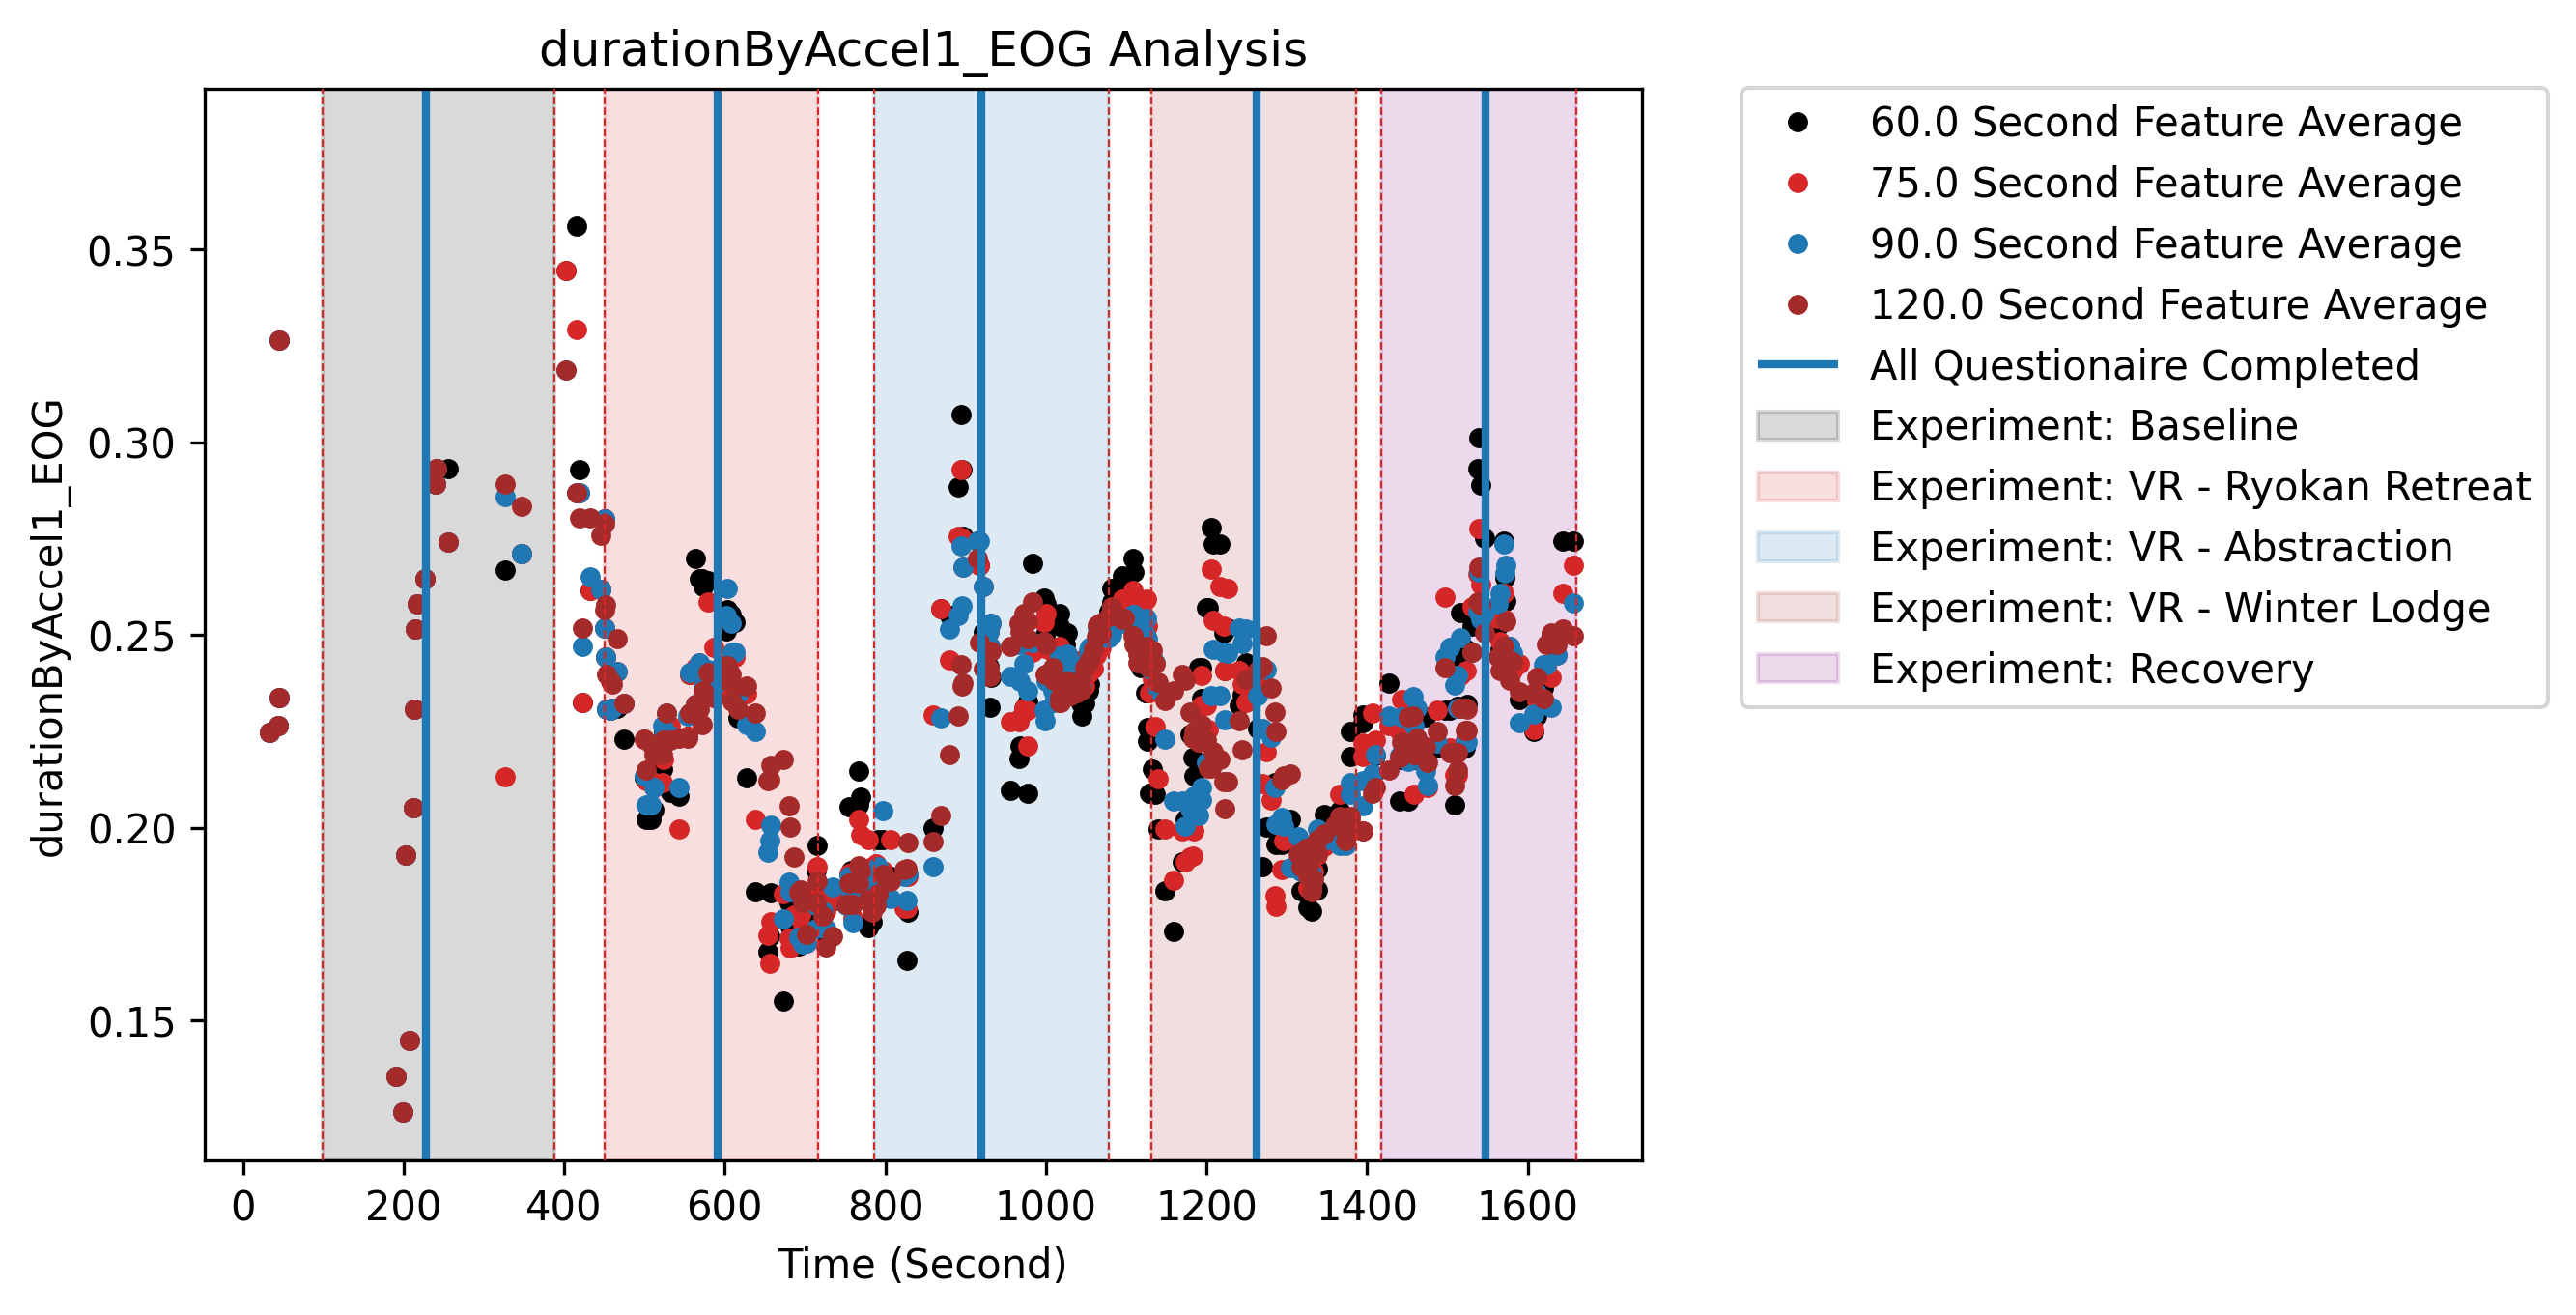 durationByAccel1_EOG Analysis
durationByAccel1_EOG
0.35
0.30
0.25
0.20
0.15
0
200
400
600
800
1000
1200
1400
1600
Time (Second)
60.0 Second Feature Average
75.0 Second Feature Average
90.0 Second Feature Average
120.0 Second Feature Average
All Questionaire Completed
Experiment: Baseline
Experiment: VR - Ryokan Retreat
Experiment: VR - Abstraction
Experiment: VR - Winter Lodge
Experiment: Recovery